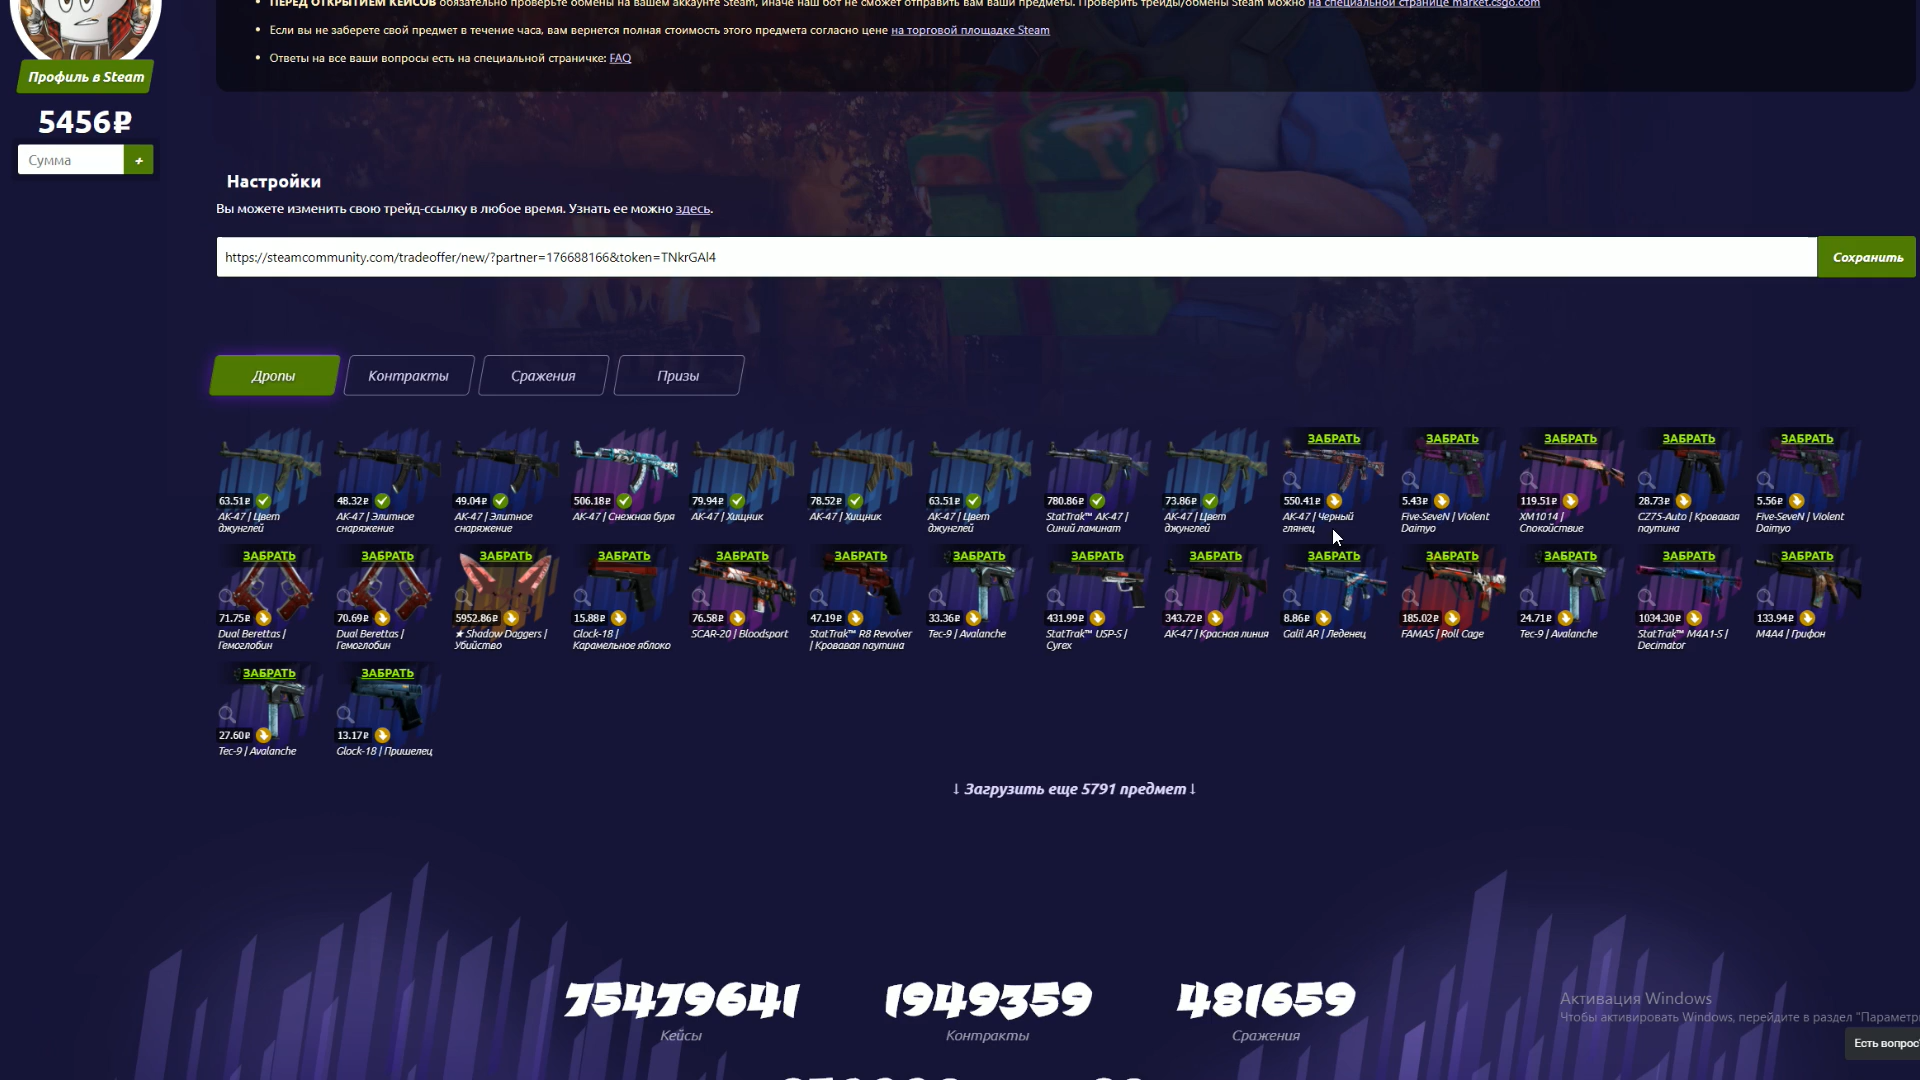 ПЕРЕД ОТКРЫТИЕМ КЕЙСОВ обязательно проверьте обмены на вашем аккаунте Steam, иначе наш бот не сможет отправить вам ваши предметы. Проверить трейды/обмены Steam можно на специальной странице market.csgo.com
Если вы не заберете свой предмет в течение часа, вам вернется полная стоимость этого предмета согласно цене на торговой площадке Steam
Ответы на все ваши вопросы есть на специальной страничке: FAQ
Профиль в Steam
5456₽
Сумма +
Настройки
Вы можете изменить свою трейд-ссылку в любое время. Узнать ее можно здесь.
https://steamcommunity.com/tradeoffer/new/?partner=176688166&token=TNkrGAl4 Сохранить
Дропы Контракты Сражения Призы
ЗАБРАТЬ ЗАБРАТЬ ЗАБРАТЬ ЗАБРАТЬ ЗАБРАТЬ
63.51₽ 48.32₽ 49.04₽ 506.18₽ 79.94₽ 78.52₽ 63.51₽ 780.86₽ 73.86₽ 550.41₽ 5.43₽ 119.51₽ 28.73₽ 5.56₽
AK-47 | Цвет AK-47 | Элитное AK-47 | Элитное AK-47 | Снежная буря AK-47 | Хищник AK-47 | Хищник AK-47 | Цвет StatTrak™ AK-47 | AK-47 | Цвет AK-47 | Черный Five-SeveN | Violent XM1014 | CZ75-Auto | Кровавая Five-SeveN | Violent
джунглей снаряжение снаряжение джунглей Синий ламинат джунглей глянец Daimyo Спокойствие паутина Daimyo
ЗАБРАТЬ ЗАБРАТЬ ЗАБРАТЬ ЗАБРАТЬ ЗАБРАТЬ ЗАБРАТЬ ЗАБРАТЬ ЗАБРАТЬ ЗАБРАТЬ ЗАБРАТЬ ЗАБРАТЬ ЗАБРАТЬ ЗАБРАТЬ ЗАБРАТЬ
71.75₽ 70.69₽ 5952.86₽ 15.88₽ 76.58₽ 47.19₽ 33.36₽ 431.99₽ 343.72₽ 8.86₽ 185.02₽ 24.71₽ 1034.30₽ 133.94₽
Dual Berettas | Dual Berettas | ★ Shadow Daggers | Glock-18 | SCAR-20 | Bloodsport StatTrak™ R8 Revolver Tec-9 | Avalanche StatTrak™ USP-S | AK-47 | Красная линия Galil AR | Леденец FAMAS | Roll Cage Tec-9 | Avalanche StatTrak™ M4A1-S | M4A4 | Грифон
Гемоглобин Гемоглобин Убийство Карамельное яблоко | Кровавая паутина Cyrex Decimator
ЗАБРАТЬ ЗАБРАТЬ
27.60₽ 13.17₽
Tec-9 | Avalanche Glock-18 | Пришелец
↓ Загрузить еще 5791 предмет ↓
75479641 1949359 481659
Кейсы Контракты Сражения
Активация Windows
Чтобы активировать Windows, перейдите в раздел "Параметры
Есть вопрос